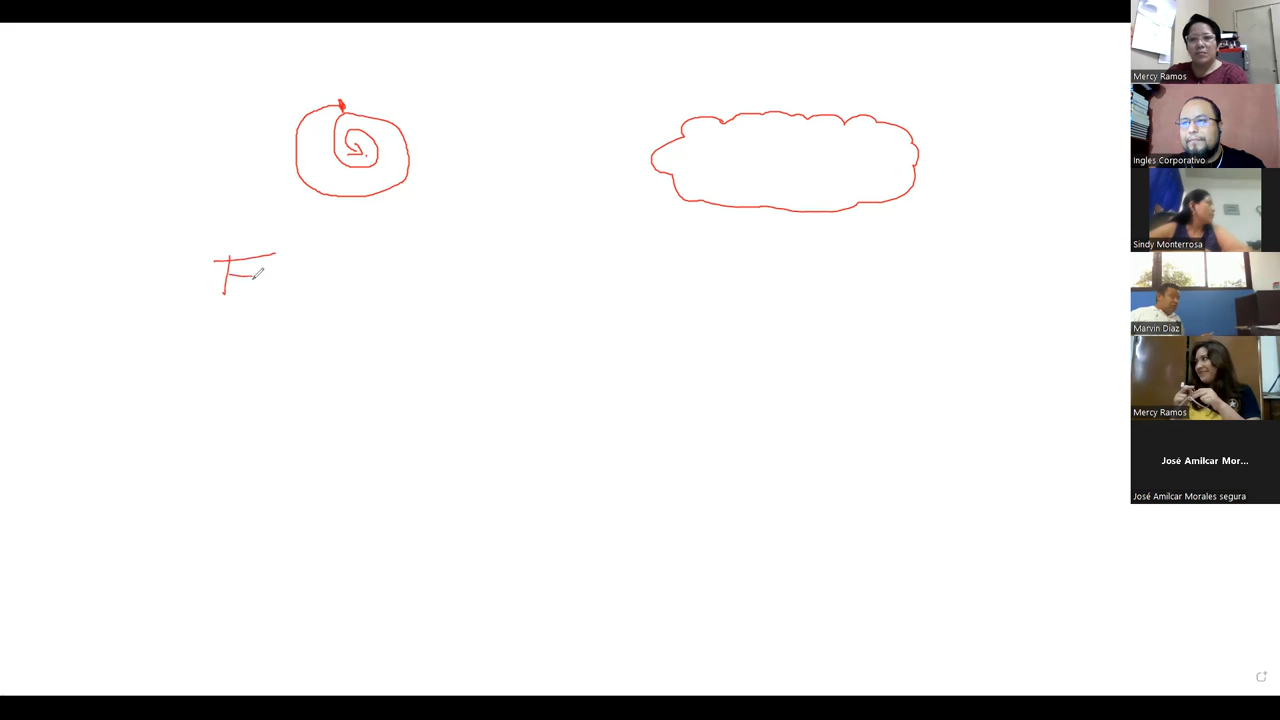 F
Mercy Ramos
Ingles Corporativo
Sindy Monterrosa
Marvin Diaz
Mercy Ramos
José Amilcar Mor...
José Amilcar Morales segura